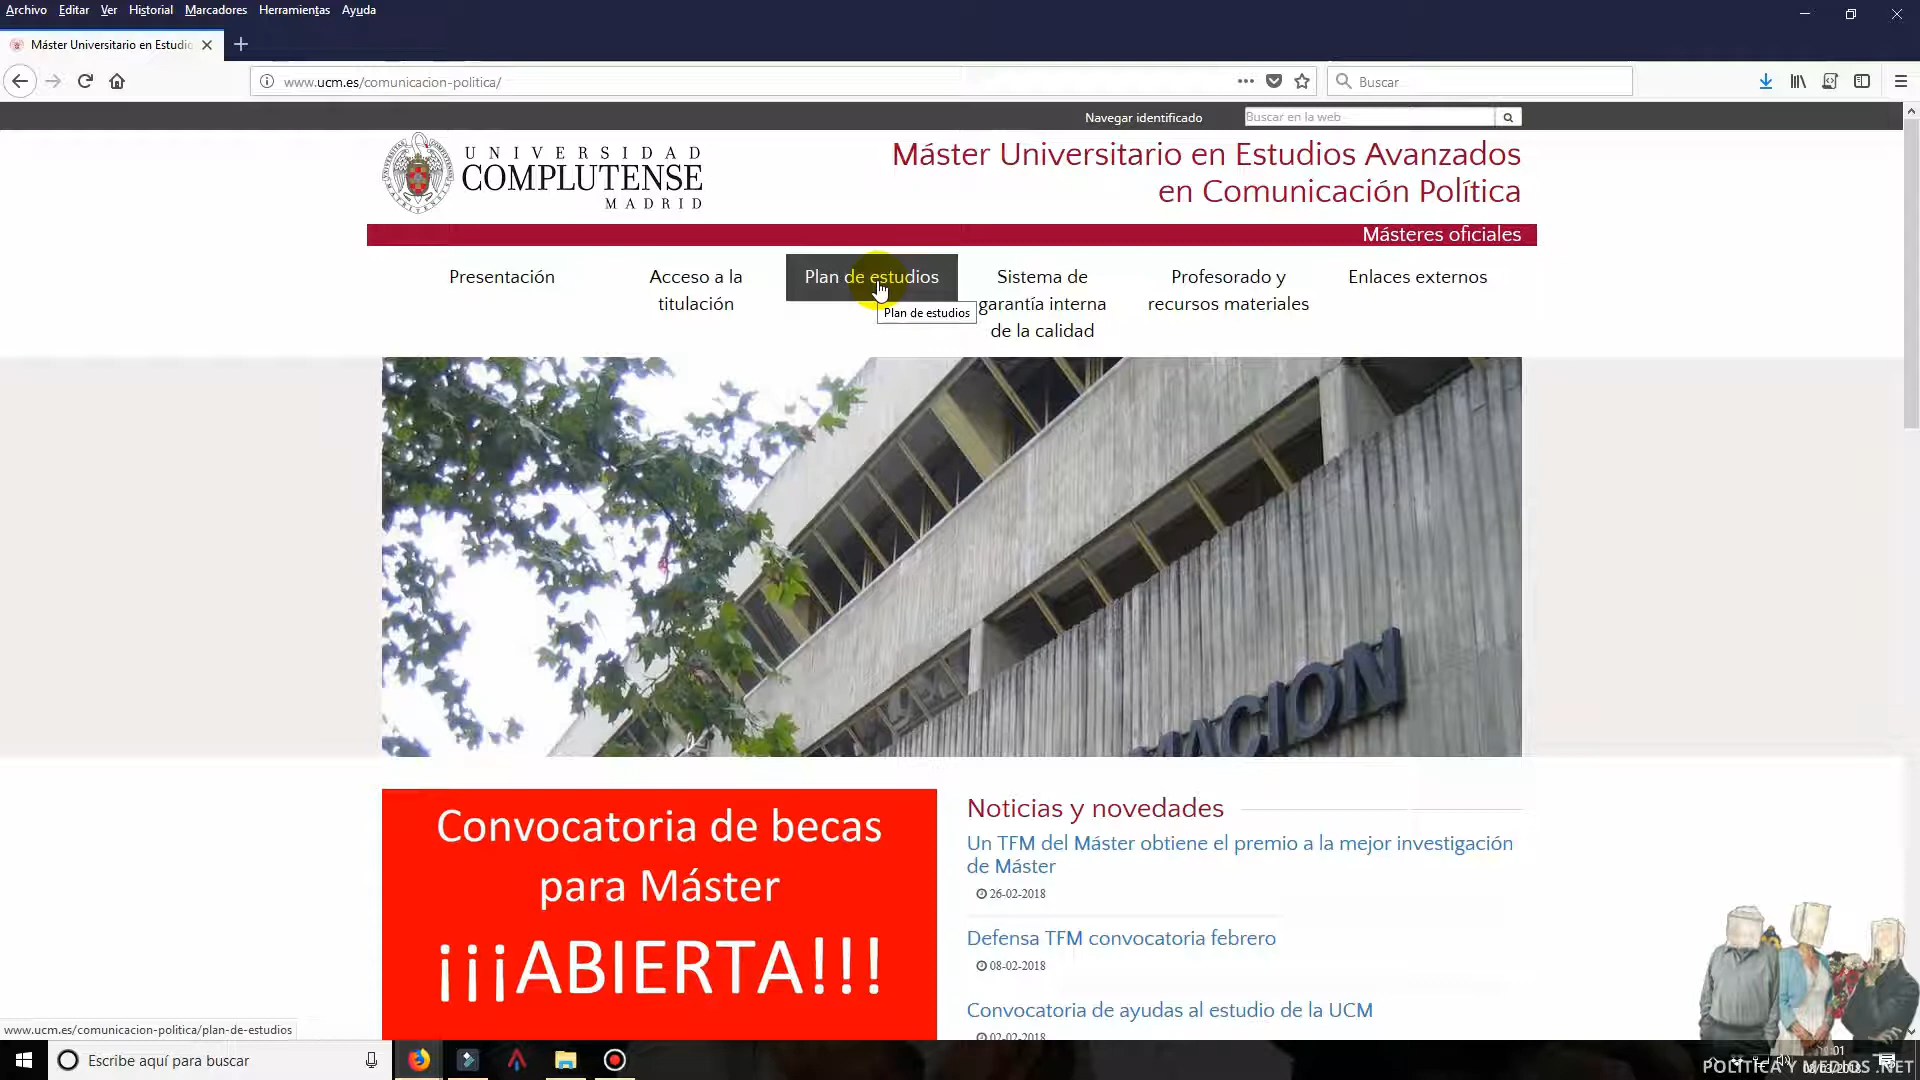 Archivo Editar Ver Historial Marcadores Herramientas Ayuda
Máster Universitario en Estudio
www.ucm.es/comunicacion-politica/
Buscar
Navegar identificado
Buscar en la web
UNIVERSIDAD
COMPLUTENSE
MADRID
Máster Universitario en Estudios Avanzados
en Comunicación Política
Másteres oficiales
Presentación
Acceso a la
titulación
Plan de estudios
Plan de estudios
Sistema de
garantía interna
de la calidad
Profesorado y
recursos materiales
Enlaces externos
MACION
Convocatoria de becas
para Máster
¡¡¡ABIERTA!!!
Noticias y novedades
Un TFM del Máster obtiene el premio a la mejor investigación
de Máster
26-02-2018
Defensa TFM convocatoria febrero
08-02-2018
Convocatoria de ayudas al estudio de la UCM
02-02-2018
www.ucm.es/comunicacion-politica/plan-de-estudios
Escribe aquí para buscar
POLÍTICA Y MEDIOS .NET